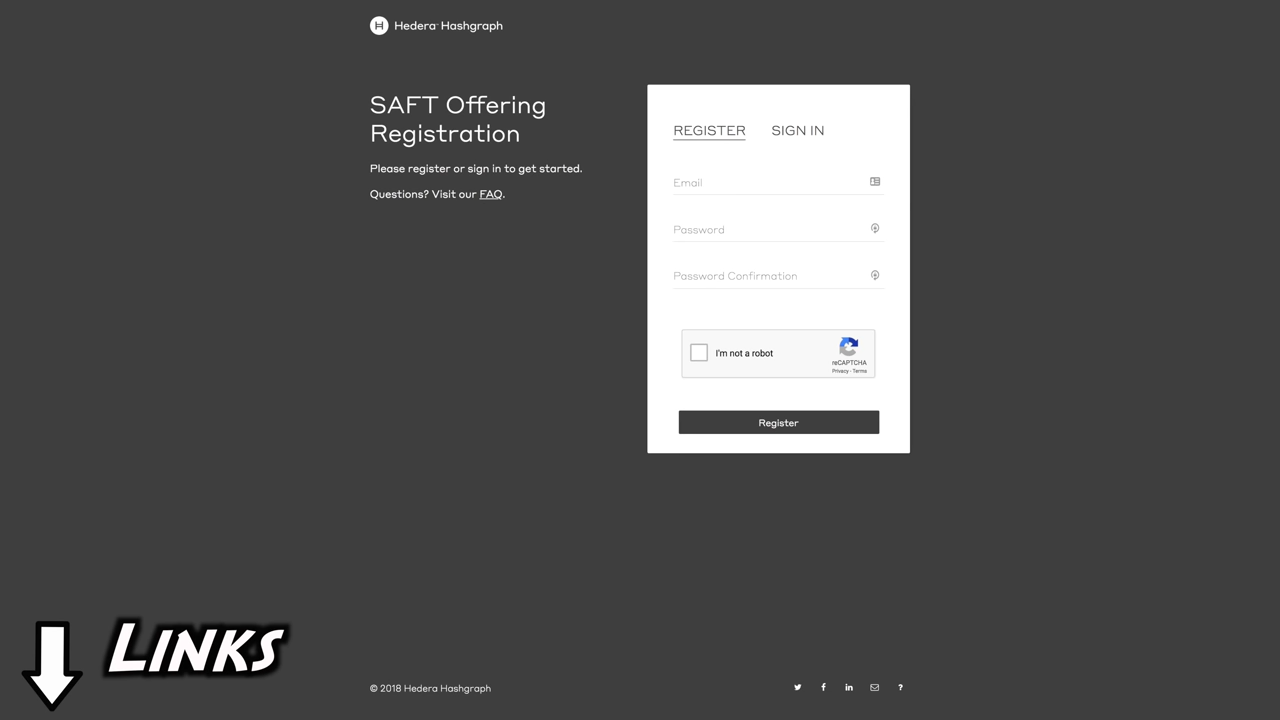 Hedera™ Hashgraph
SAFT Offering
Registration
Please register or sign in to get started.
Questions? Visit our FAQ.
REGISTER SIGN IN
Email
Password
Password Confirmation
I'm not a robot
reCAPTCHA
Privacy - Terms
Register
LINKS
© 2018 Hedera Hashgraph